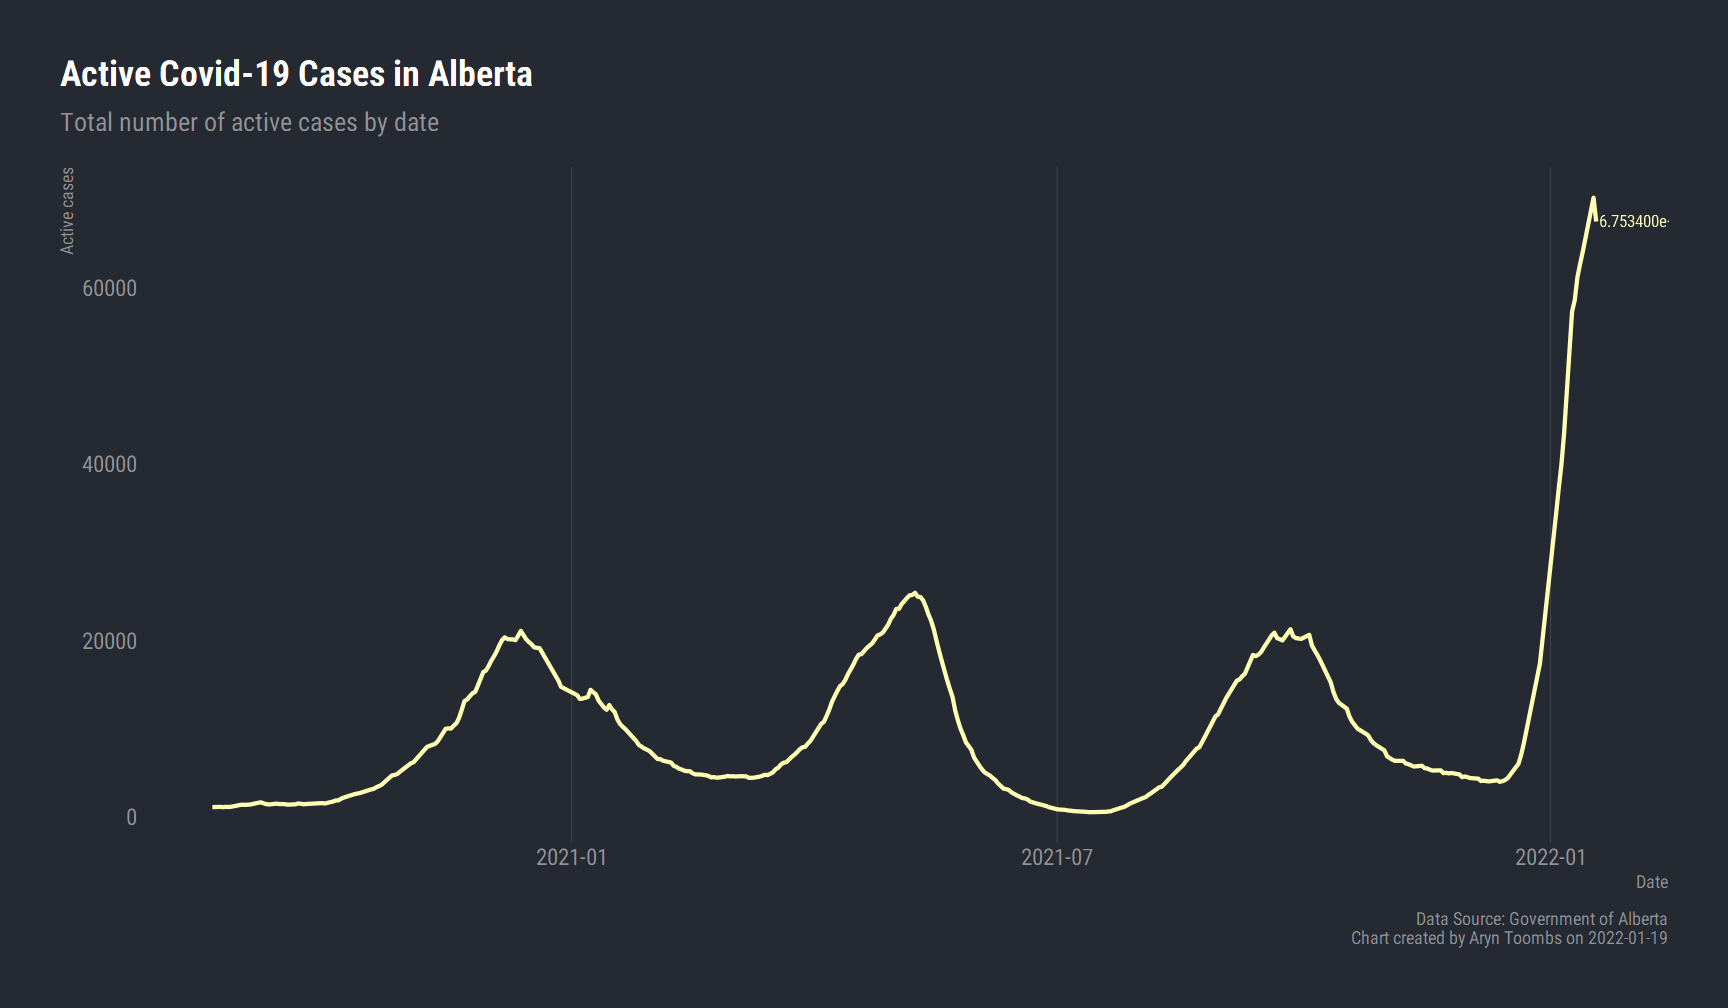 Active Covid-19 Cases in Alberta
Total number of active cases by date
Active cases
6.753400e-
60000
40000
20000
0
2021-01
2021-07
2022-01
Date
Data Source: Government of Alberta
Chart created by Aryn Toombs on 2022-01-19